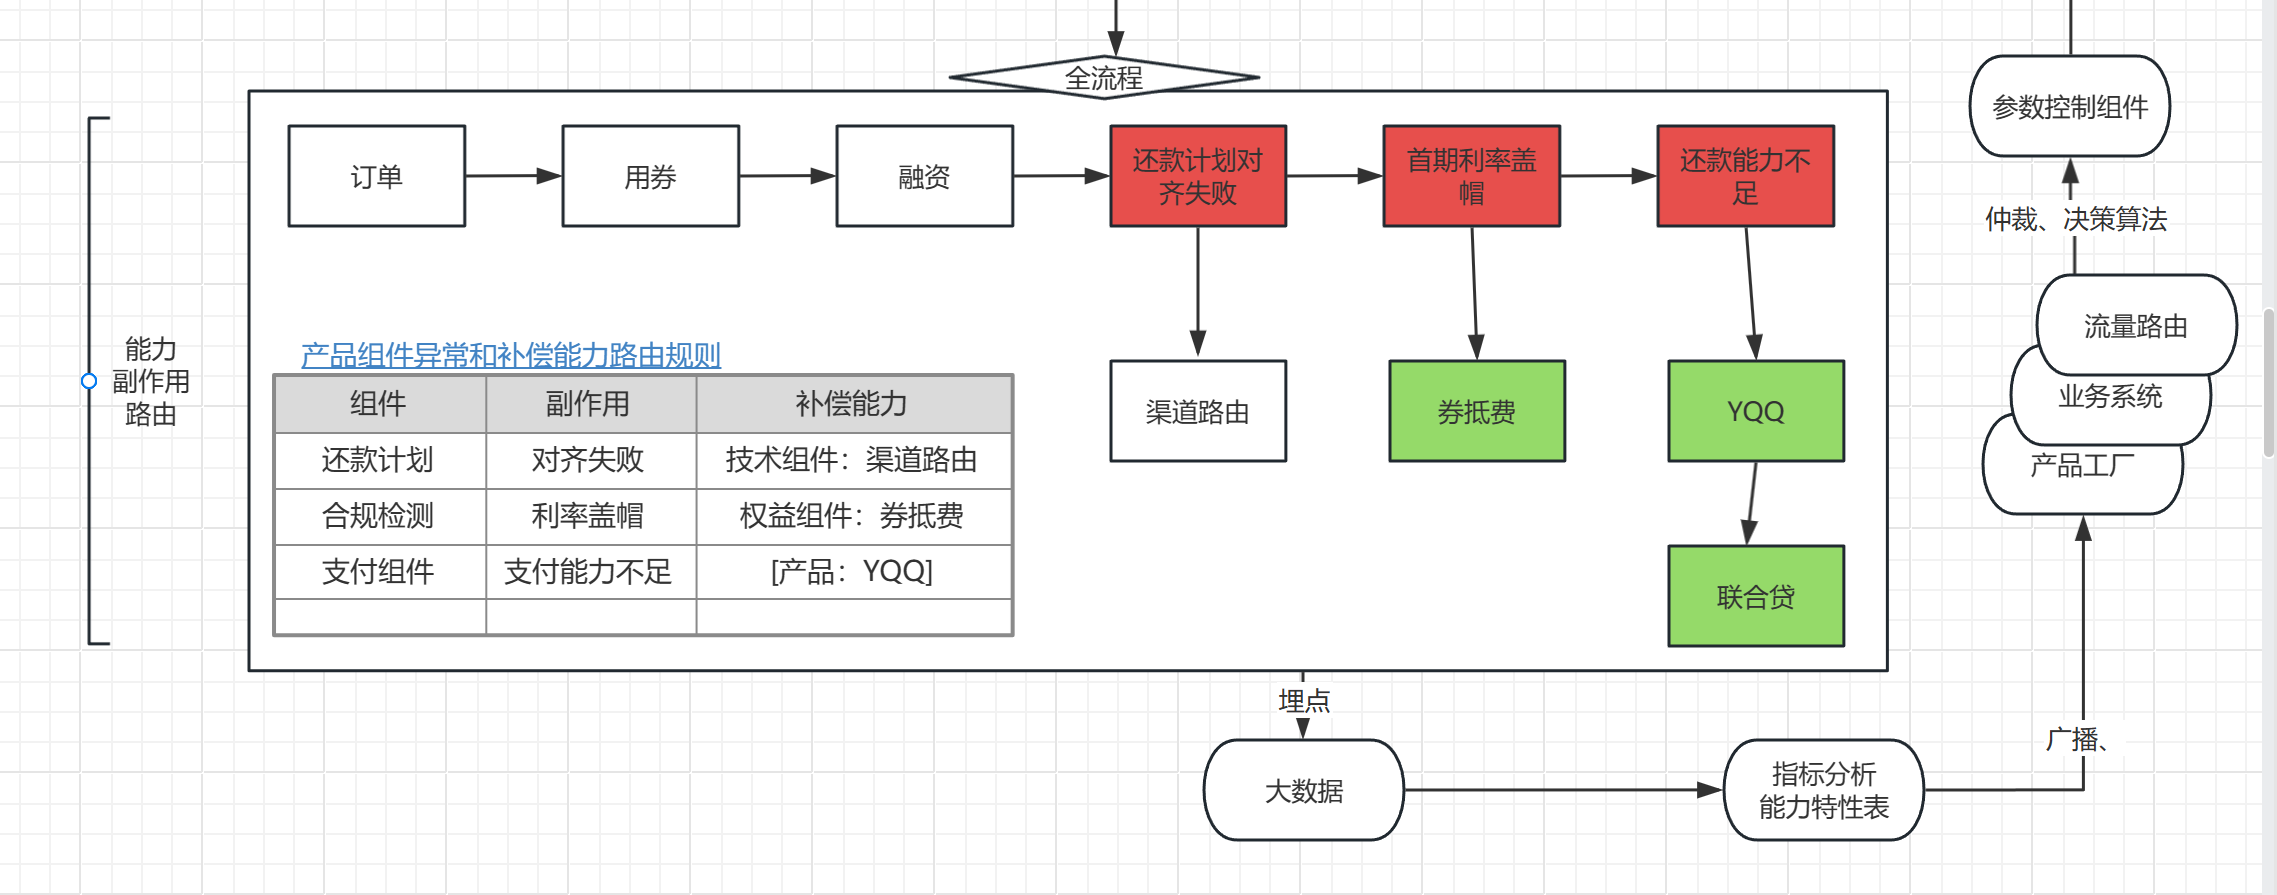 全流程
订单
用券
融资
还款计划对
齐失败
首期利率盖
帽
还款能力不
足
参数控制组件
仲裁、决策算法
流量路由
业务系统
产品工厂
能力
副作用
路由
产品组件异常和补偿能力路由规则
组件 副作用 补偿能力
还款计划 对齐失败 技术组件：渠道路由
合规检测 利率盖帽 权益组件：券抵费
支付组件 支付能力不足 [产品：YQQ]
渠道路由
券抵费
YQQ
联合贷
埋点
大数据
指标分析
能力特性表
广播、